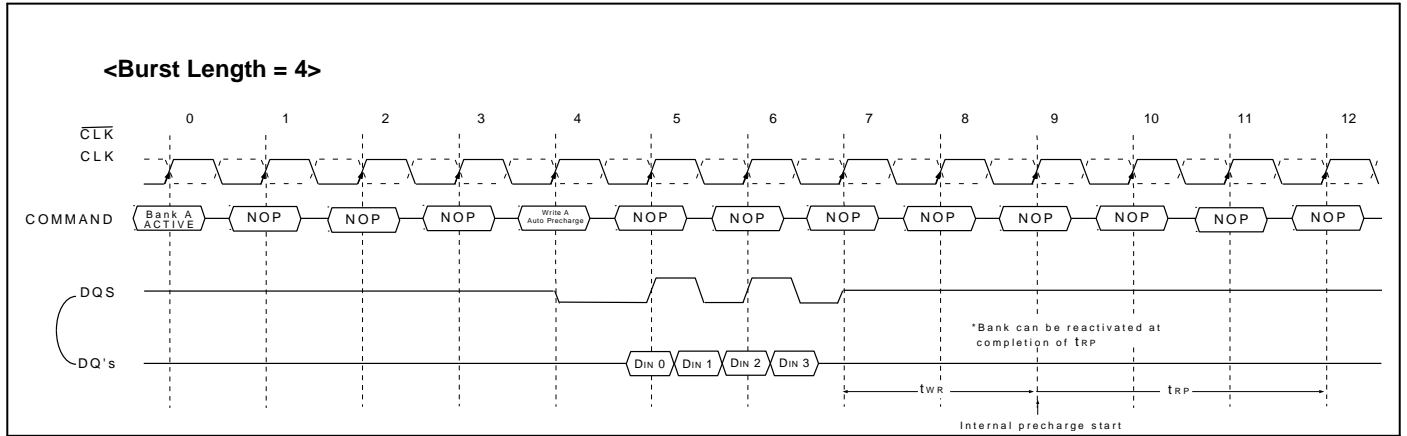 <Burst Length = 4>
0 1 2 3 4 5 6 7 8 9 10 11 12
CLK
CLK
COMMAND
Bank A
ACTIVE
NOP NOP NOP
Write A
Auto Precharge
NOP NOP NOP NOP NOP NOP NOP NOP
DQS
*Bank can be reactivated at
completion of tRP
DQ's
DIN 0 DIN 1 DIN 2 DIN 3
tWR
tRP
Internal precharge start